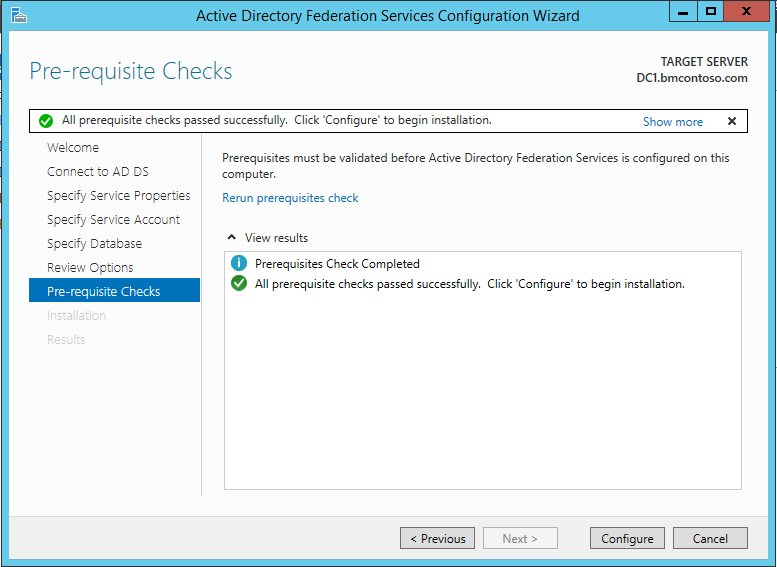 Active Directory Federation Services Configuration Wizard
Pre-requisite Checks
TARGET SERVER
DC1.bmcontoso.com
All prerequisite checks passed successfully.  Click 'Configure' to begin installation.
Show more
Welcome
Connect to AD DS
Specify Service Properties
Specify Service Account
Specify Database
Review Options
Pre-requisite Checks
Installation
Results
Prerequisites must be validated before Active Directory Federation Services is configured on this
computer.
Rerun prerequisites check
View results
Prerequisites Check Completed
All prerequisite checks passed successfully.  Click 'Configure' to begin installation.
< Previous
Next >
Configure
Cancel